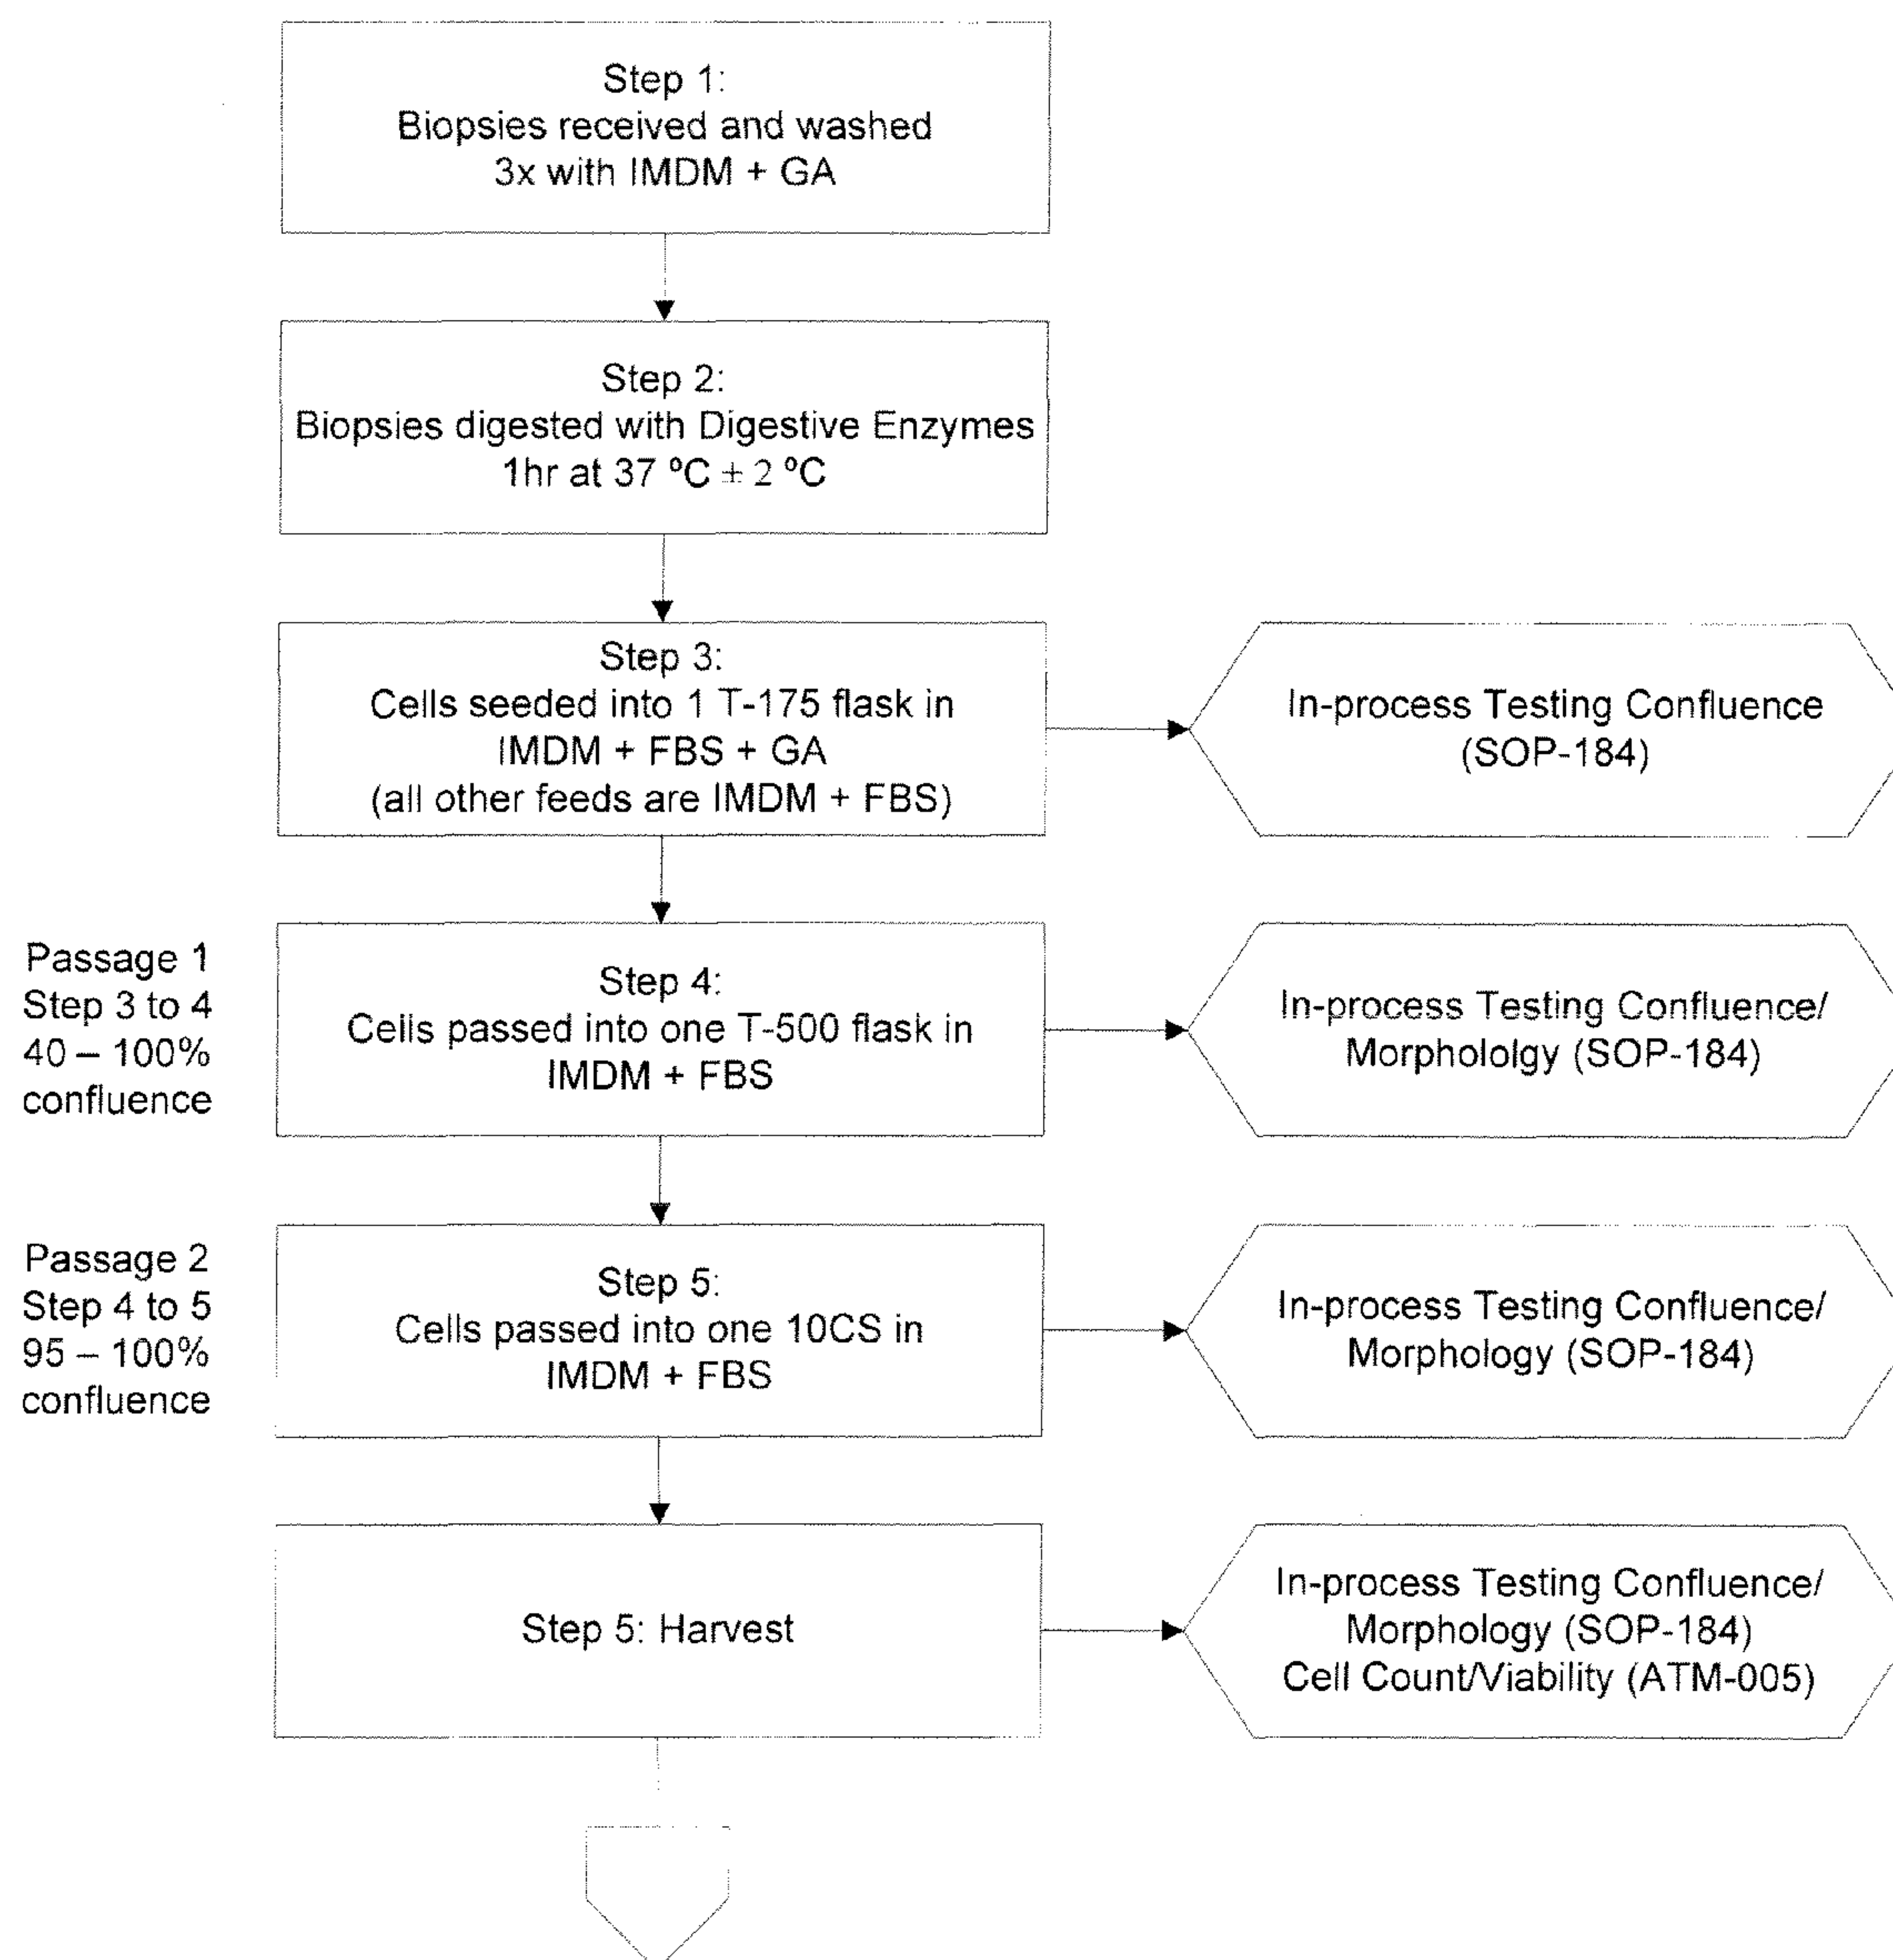 Step 1:
Biopsies received and washed
3x with IMDM + GA
Step 2:
Biopsies digested with Digestive Enzymes
1hr at 37 ºC ± 2 ºC
Step 3:
Cells seeded into 1 T-175 flask in
IMDM + FBS + GA
(all other feeds are IMDM + FBS)
In-process Testing Confluence
(SOP-184)
Passage 1
Step 3 to 4
40 – 100%
confluence
Step 4:
Cells passed into one T-500 flask in
IMDM + FBS
In-process Testing Confluence/
Morphololgy (SOP-184)
Passage 2
Step 4 to 5
95 – 100%
confluence
Step 5:
Cells passed into one 10CS in
IMDM + FBS
In-process Testing Confluence/
Morphology (SOP-184)
Step 5: Harvest
In-process Testing Confluence/
Morphology (SOP-184)
Cell Count/Viability (ATM-005)